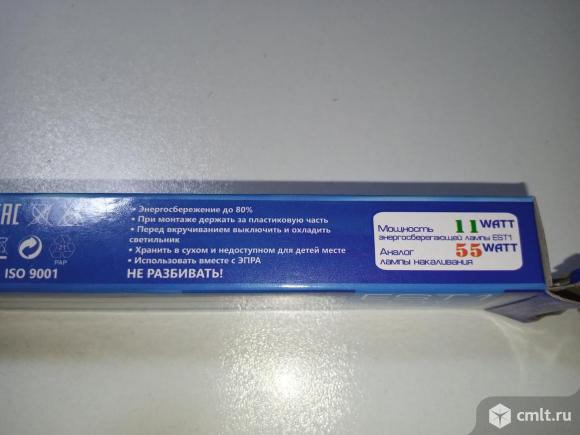 EAC
• Энергосбережение до 80%
• При монтаже держать за пластиковую часть
• Перед вкручиванием выключить и охладить
светильник
• Хранить в сухом и недоступном для детей месте
• Использовать вместе с ЭПРА
НЕ РАЗБИВАТЬ!
PAP
ISO 9001
Мощность 11 WATT
энергосберегающей лампы EST1
Аналог 55 WATT
лампы накаливания
cmlt.ru